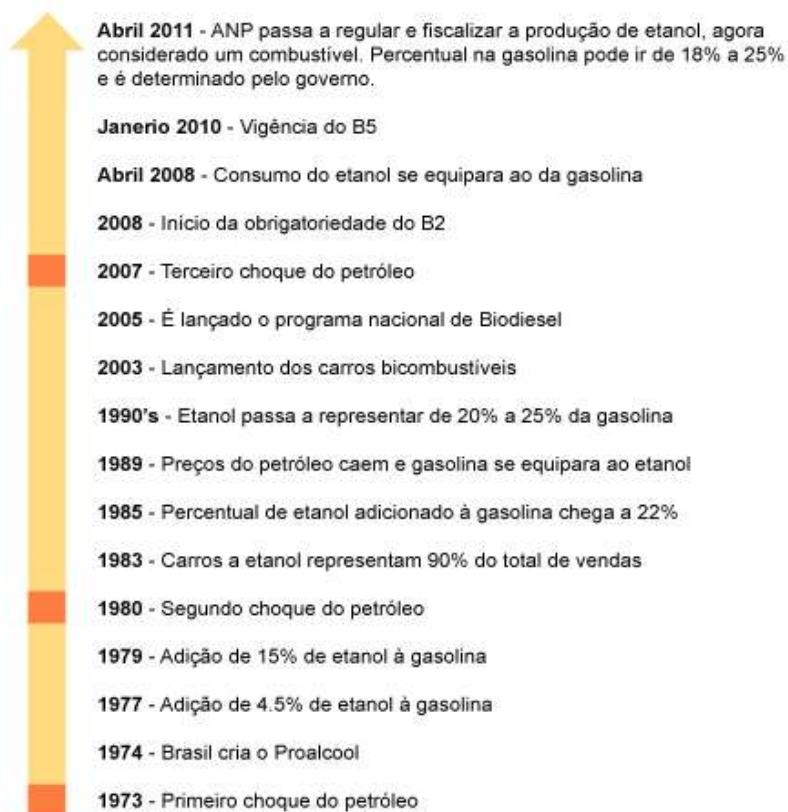 Abril 2011 - ANP passa a regular e fiscalizar a produção de etanol, agora
considerado um combustível. Percentual na gasolina pode ir de 18% a 25%
e é determinado pelo governo.
Janerio 2010 - Vigência do B5
Abril 2008 - Consumo do etanol se equipara ao da gasolina
2008 - Início da obrigatoriedade do B2
2007 - Terceiro choque do petróleo
2005 - É lançado o programa nacional de Biodiesel
2003 - Lançamento dos carros bicombustíveis
1990's - Etanol passa a representar de 20% a 25% da gasolina
1989 - Preços do petróleo caem e gasolina se equipara ao etanol
1985 - Percentual de etanol adicionado à gasolina chega a 22%
1983 - Carros a etanol representam 90% do total de vendas
1980 - Segundo choque do petróleo
1979 - Adição de 15% de etanol à gasolina
1977 - Adição de 4.5% de etanol à gasolina
1974 - Brasil cria o Proalcool
1973 - Primeiro choque do petróleo